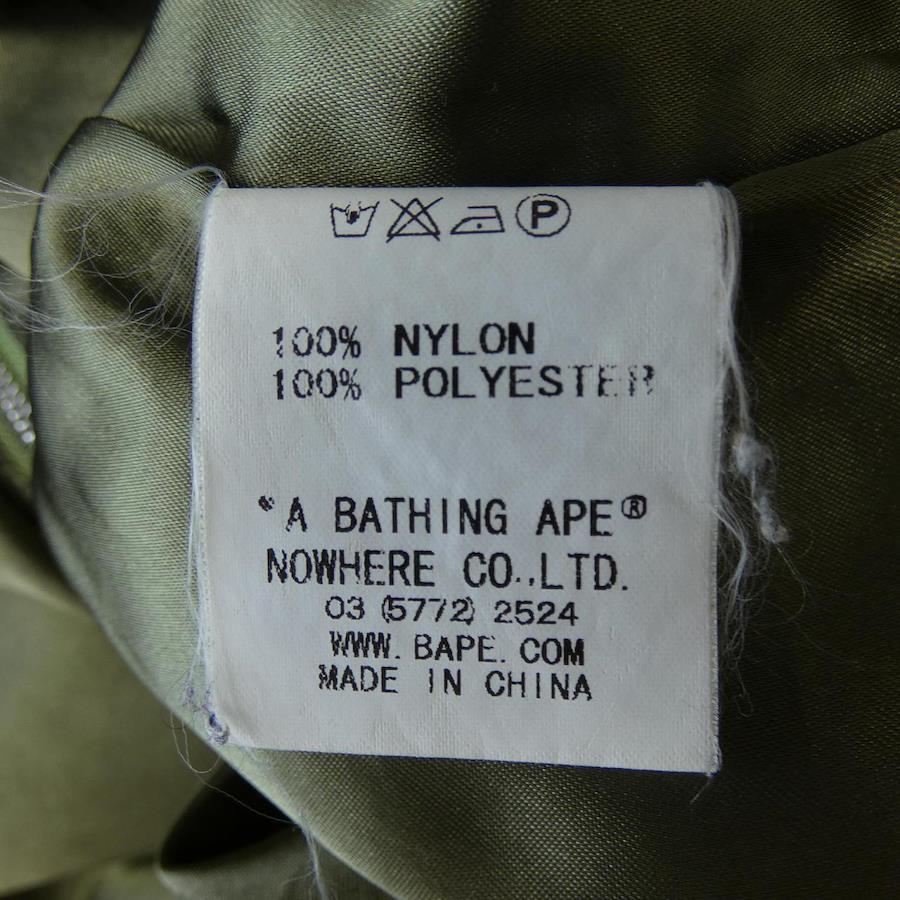 P
100% NYLON
100% POLYESTER
"A BATHING APE®
NOWHERE CO.,LTD.
03 (5772) 2524
WWW.BAPE.COM
MADE IN CHINA